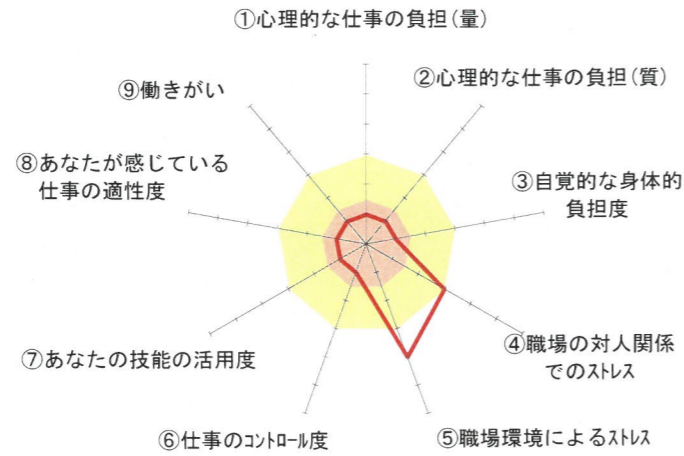 ①心理的な仕事の負担(量)
②心理的な仕事の負担(質)
③自覚的な身体的
負担度
④職場の対人関係
でのストレス
⑤職場環境によるストレス
⑥仕事のコントロール度
⑦あなたの技能の活用度
⑧あなたが感じている
仕事の適性度
⑨働きがい